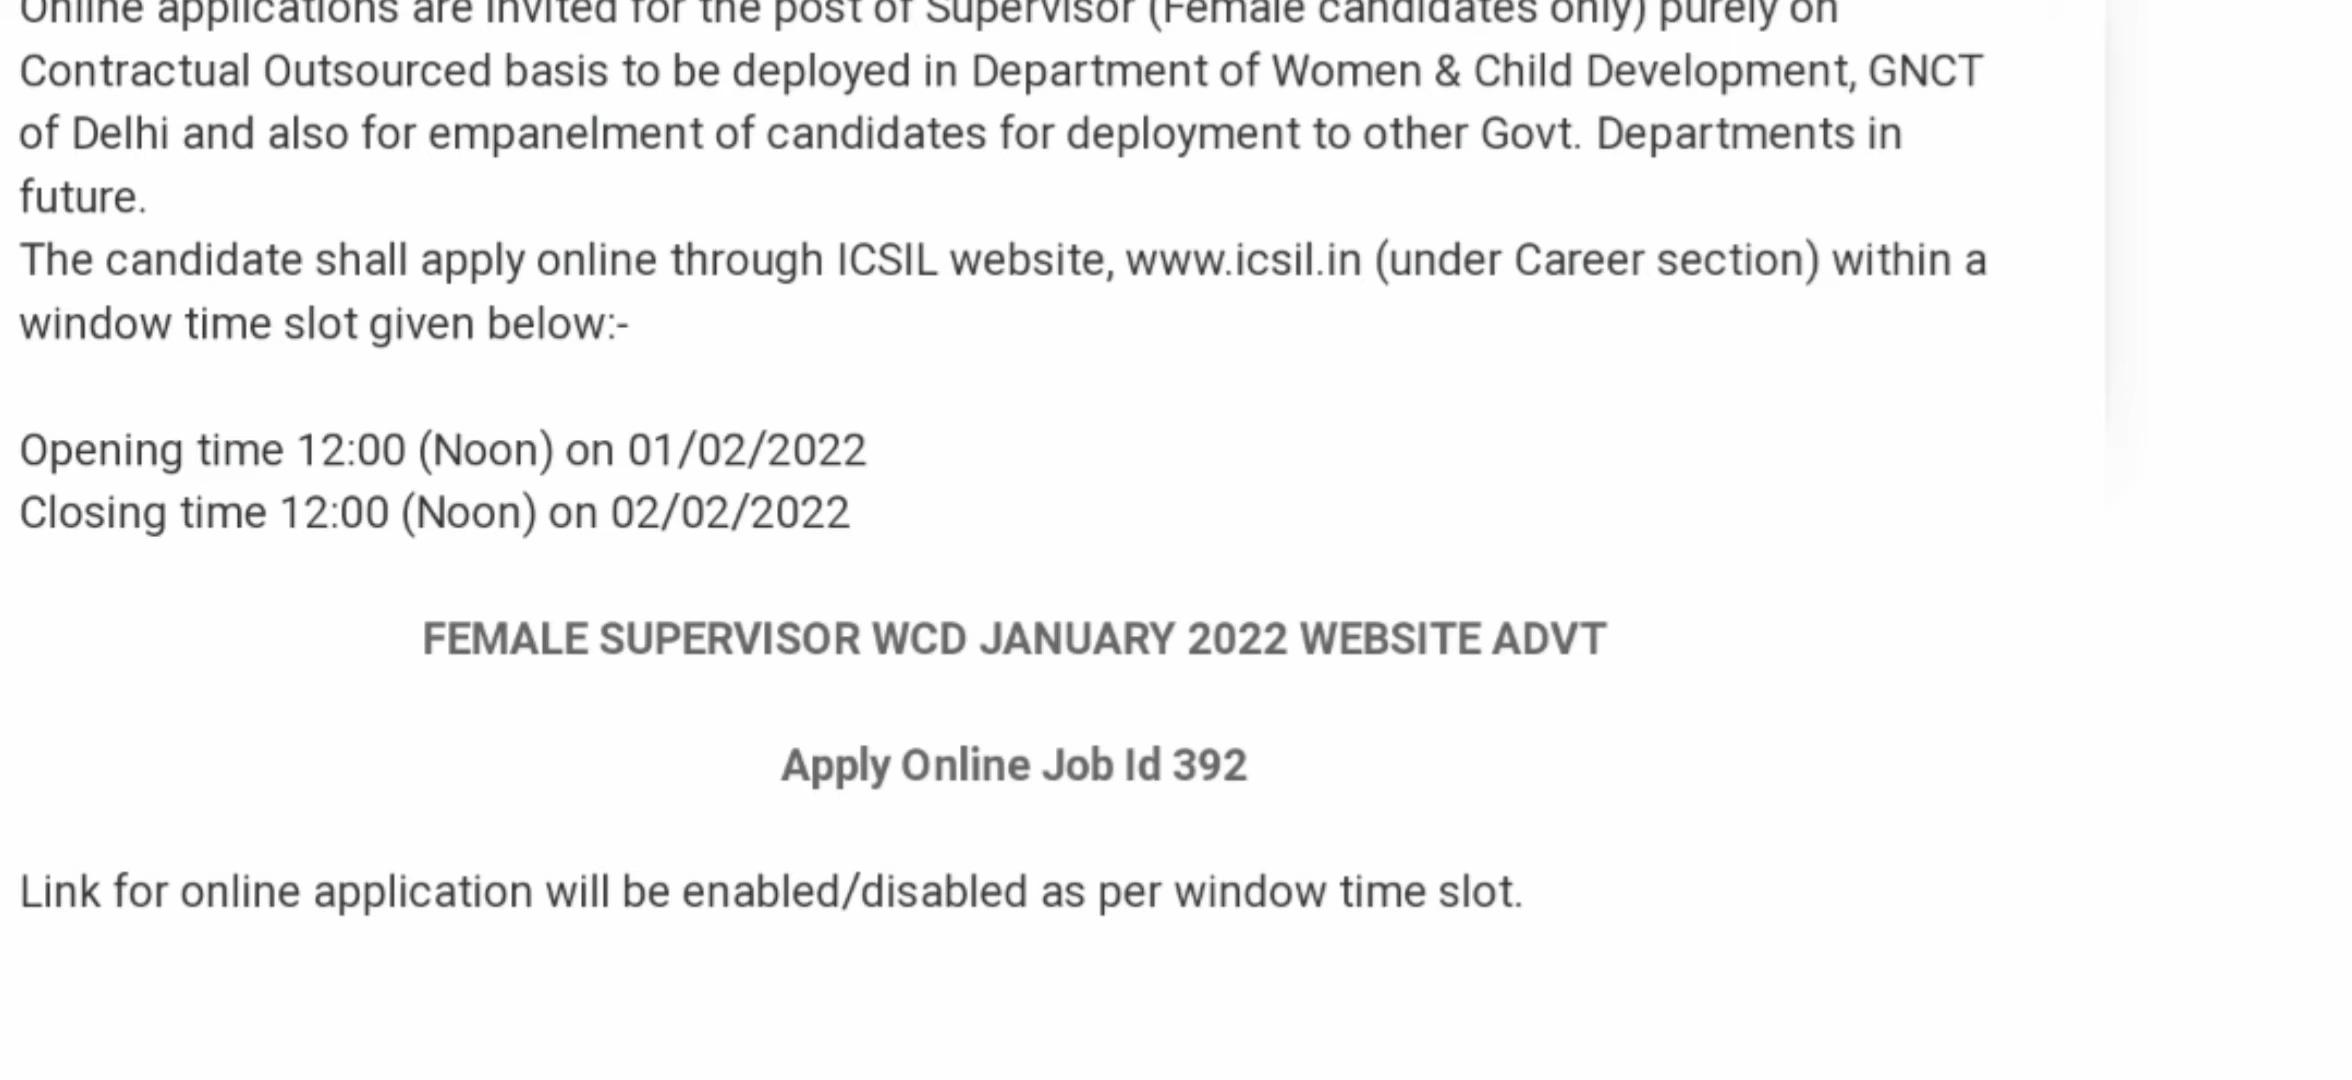 Online applications are invited for the post of Supervisor (Female candidates only) purely on
Contractual Outsourced basis to be deployed in Department of Women & Child Development, GNCT
of Delhi and also for empanelment of candidates for deployment to other Govt. Departments in
future.
The candidate shall apply online through ICSIL website, www.icsil.in (under Career section) within a
window time slot given below:-
Opening time 12:00 (Noon) on 01/02/2022
Closing time 12:00 (Noon) on 02/02/2022
FEMALE SUPERVISOR WCD JANUARY 2022 WEBSITE ADVT
Apply Online Job Id 392
Link for online application will be enabled/disabled as per window time slot.